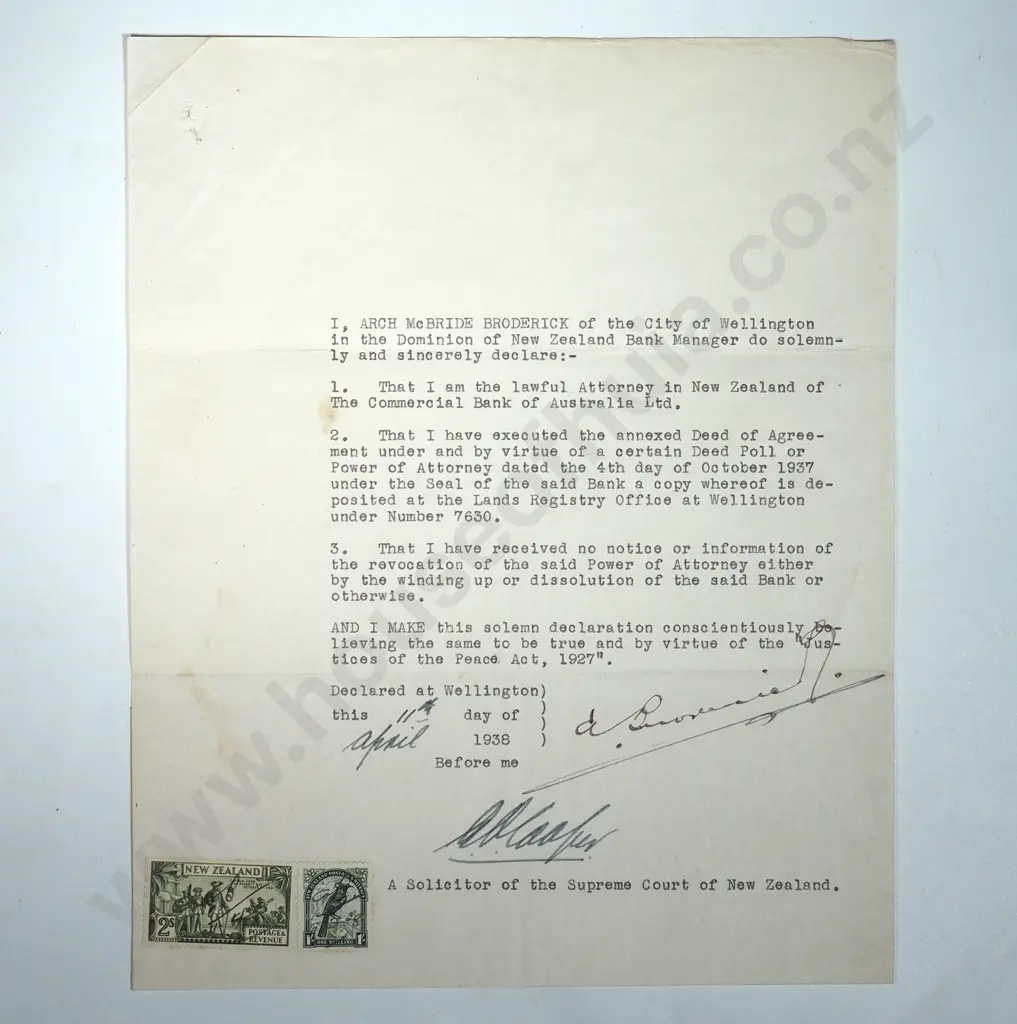 I, ARCH McBRIDE BRODERICK of the City of Wellington
in the Dominion of New Zealand Bank Manager do solemn-
ly and sincerely declare:-
1. That I am the lawful Attorney in New Zealand of
The Commercial Bank of Australia Ltd.
2. That I have executed the annexed Deed of Agree-
ment under and by virtue of a certain Deed Poll or
Power of Attorney dated the 4th day of October 1937
under the Seal of the said Bank a copy whereof is de-
posited at the Lands Registry Office at Wellington
under Number 7630.
3. That I have received no notice or information of
the revocation of the said Power of Attorney either
by the winding up or dissolution of the said Bank or
otherwise.
AND I MAKE this solemn declaration conscientiously be-
lieving the same to be true and by virtue of the "Jus-
tices of the Peace Act, 1927".
Declared at Wellington)
this 11th day of )
April 1938 )
Before me
Cooper
A Solicitor of the Supreme Court of New Zealand.
NEW ZEALAND
2s
POSTAGE &
REVENUE
1/-
ONE SHILLING
www.houseofhuia.co.nz